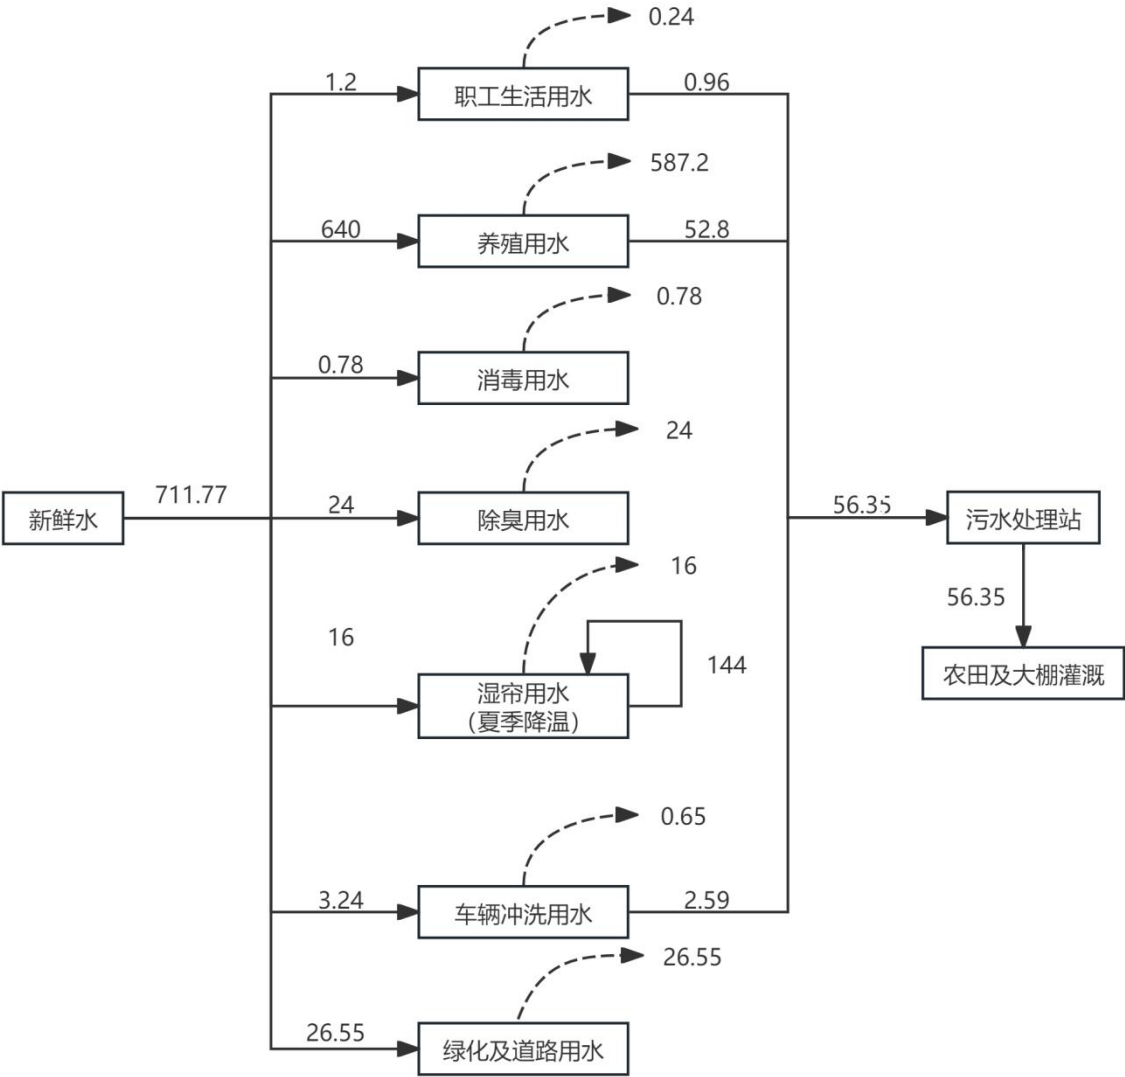 0.24
1.2
职工生活用水
0.96
587.2
640
养殖用水
52.8
0.78
0.78
消毒用水
24
711.77
新鲜水
24
除臭用水
56.35
污水处理站
16
56.35
16
144
湿帘用水
（夏季降温）
农田及大棚灌溉
0.65
3.24
车辆冲洗用水
2.59
26.55
26.55
绿化及道路用水